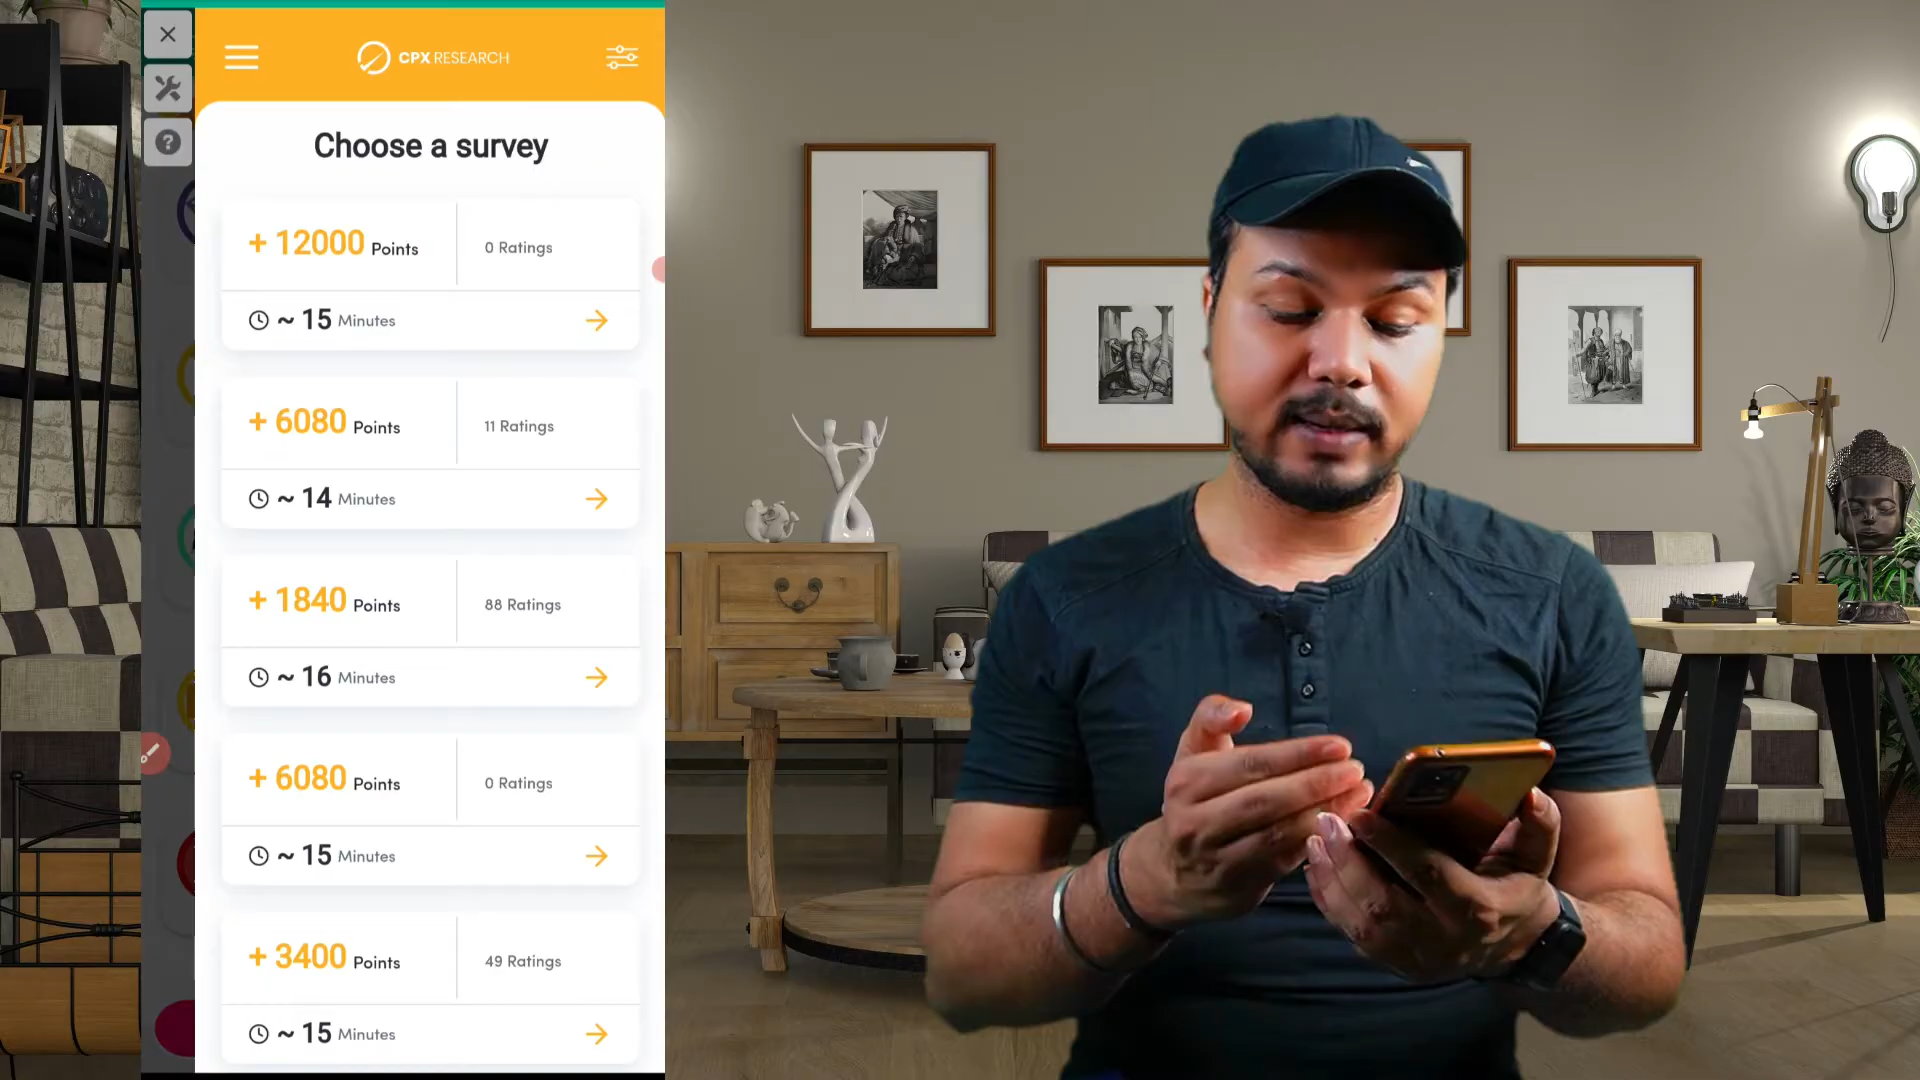 CPX RESEARCH
Choose a survey
+ 12000 Points
0 Ratings
~ 15 Minutes
+ 6080 Points
11 Ratings
~ 14 Minutes
+ 1840 Points
88 Ratings
~ 16 Minutes
+ 6080 Points
0 Ratings
~ 15 Minutes
+ 3400 Points
49 Ratings
~ 15 Minutes